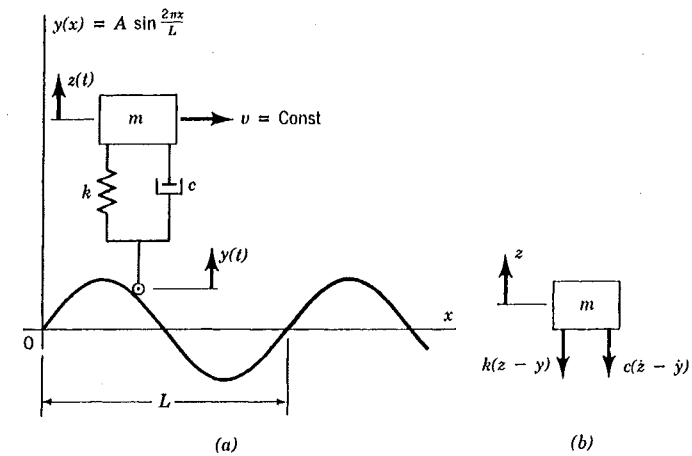 y(x) = A sin 2πx/L
z(t)
m
v = Const
k
c
y(t)
x
0
L
(a)
z
m
k(z − y)
c(ż − ẏ)
(b)